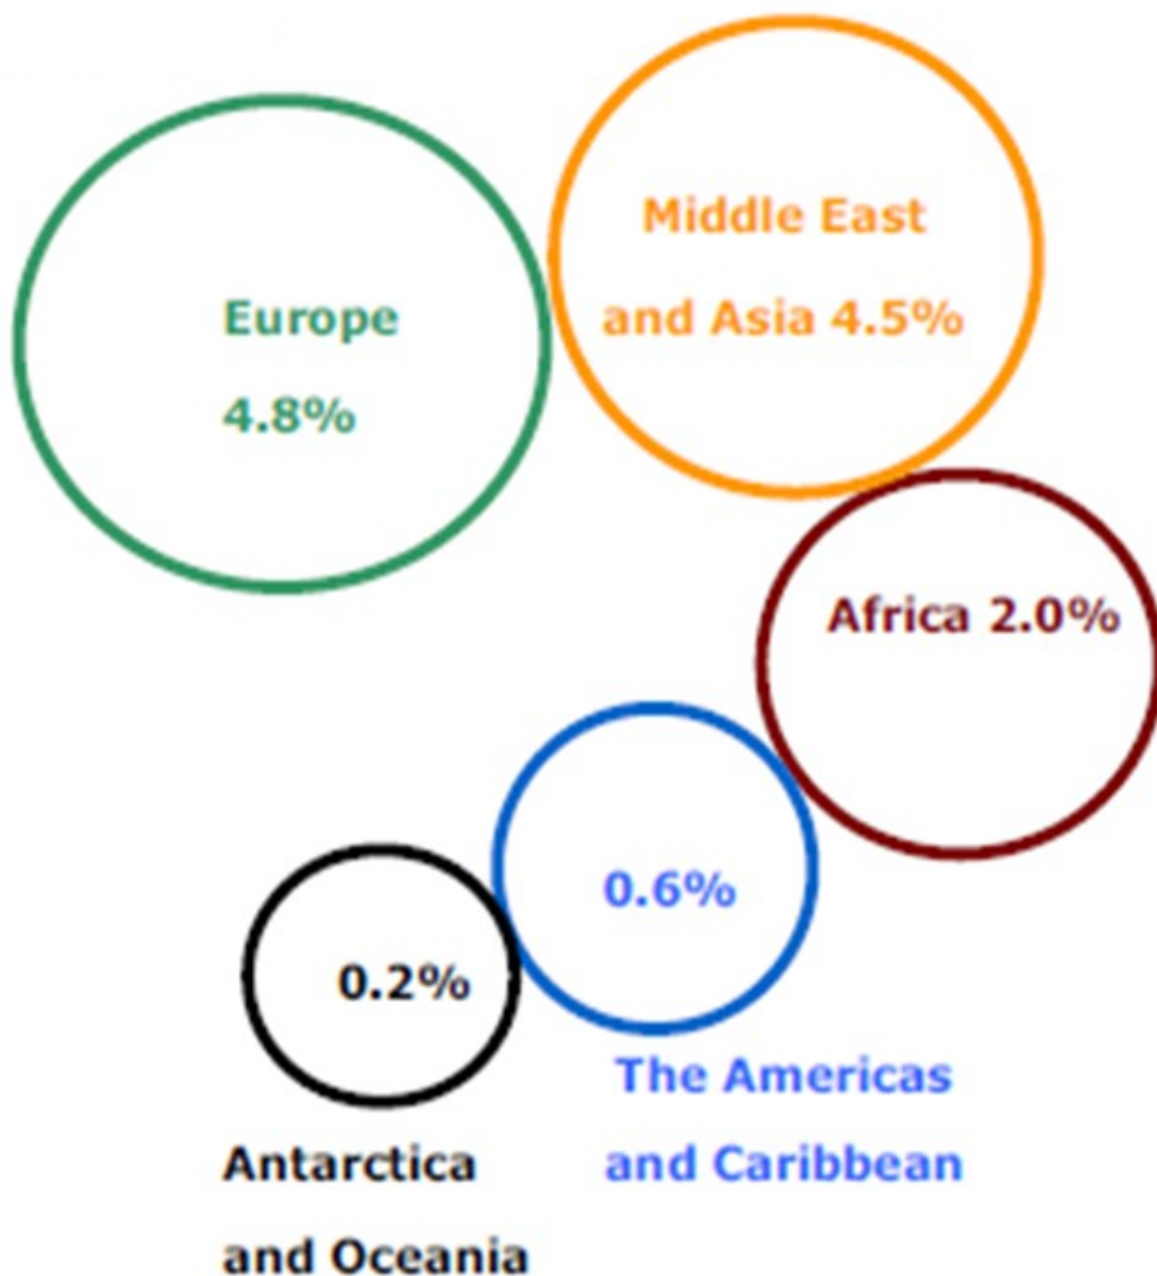 Middle East
and Asia 4.5%
Europe
4.8%
Africa 2.0%
0.6%
The Americas
and Caribbean
0.2%
Antarctica
and Oceania